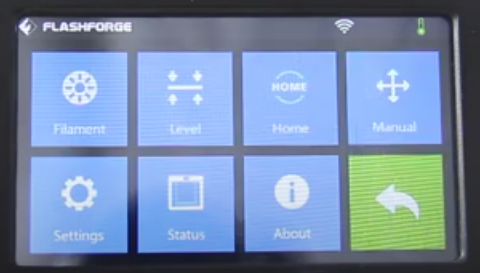 FLASHFORGE
Filament
Level
HOME
Home
Manual
Settings
Status
About